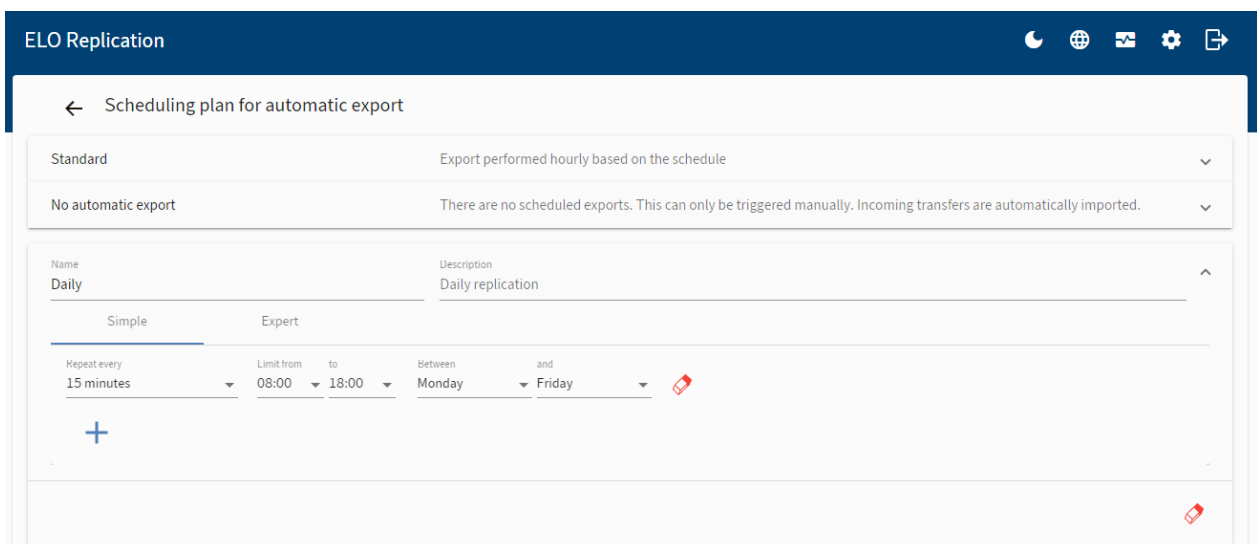 ELO Replication
Scheduling plan for automatic export
Standard Export performed hourly based on the schedule
No automatic export There are no scheduled exports. This can only be triggered manually. Incoming transfers are automatically imported.
Name Description
Daily Daily replication
Simple Expert
Repeat every Limit from to Between and
15 minutes 08:00 18:00 Monday Friday